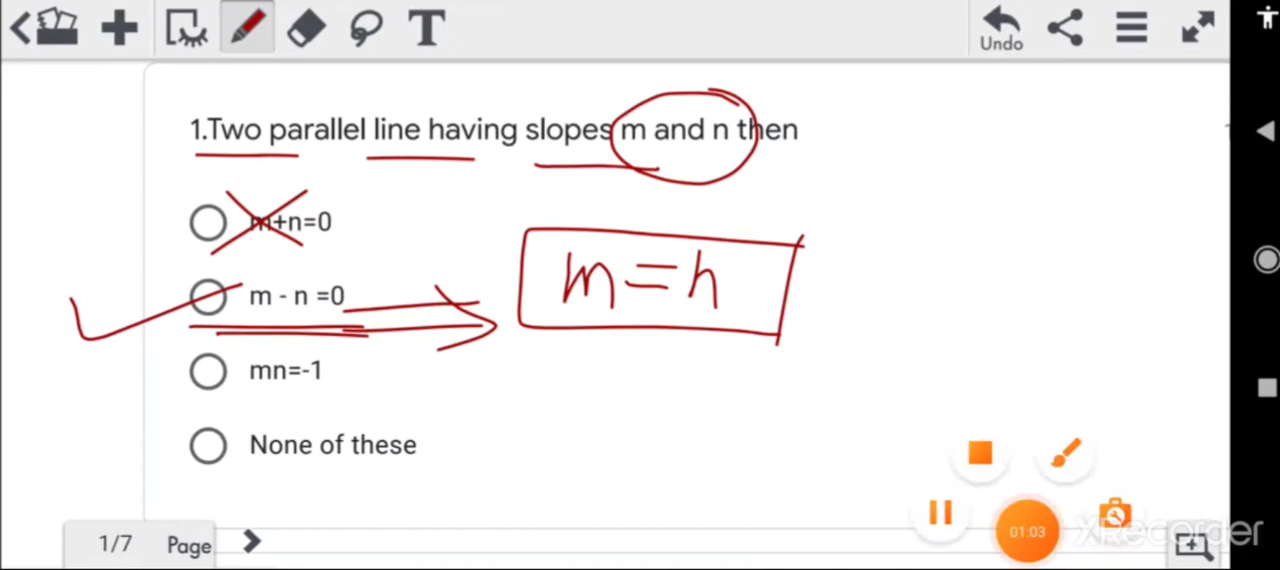 Undo
1.Two parallel line having slopes m and n then
m+n=0
m - n =0
m=n
mn=-1
None of these
01:03
XRecorder
1/7 Page